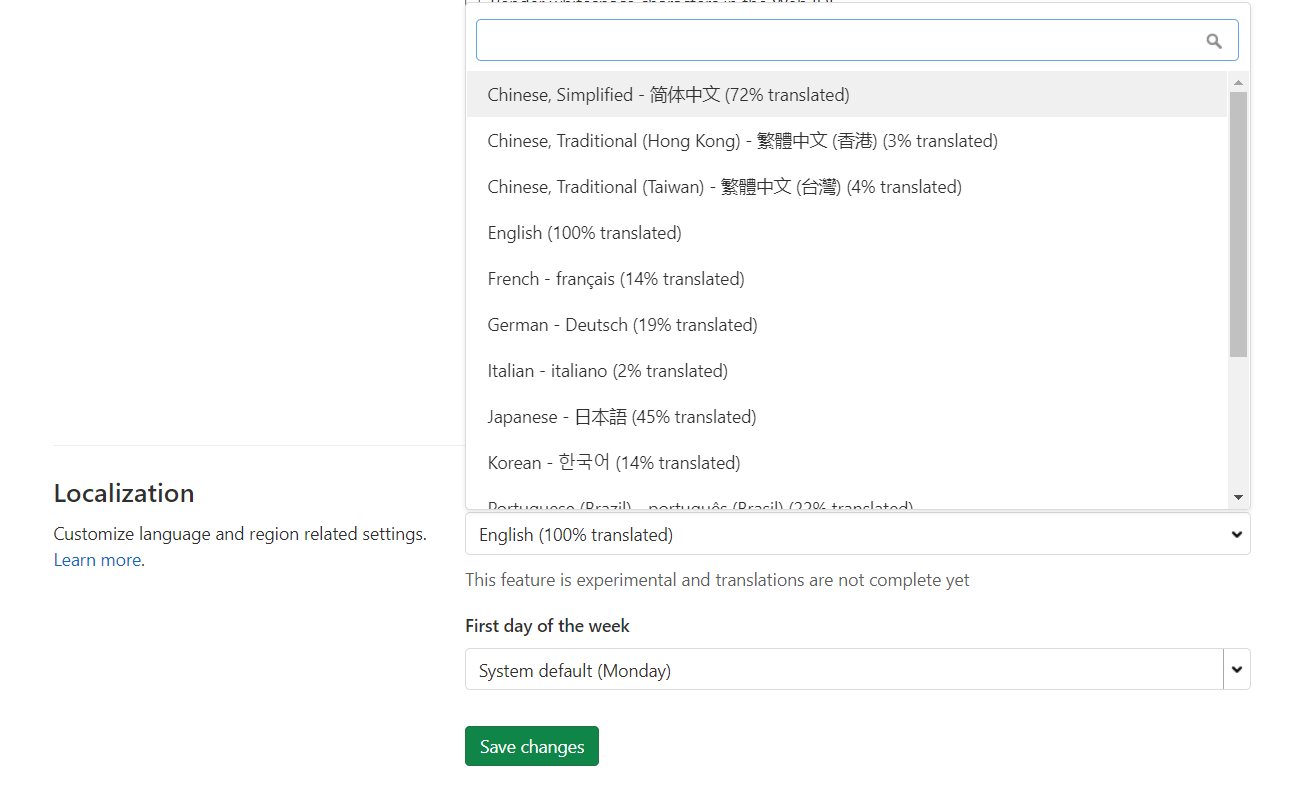 Chinese, Simplified - 简体中文 (72% translated)
Chinese, Traditional (Hong Kong) - 繁體中文 (香港) (3% translated)
Chinese, Traditional (Taiwan) - 繁體中文 (台灣) (4% translated)
English (100% translated)
French - français (14% translated)
German - Deutsch (19% translated)
Italian - italiano (2% translated)
Japanese - 日本語 (45% translated)
Korean - 한국어 (14% translated)
Portuguese (Brazil) - português (Brasil) (22% translated)
Localization
Customize language and region related settings.
Learn more.
English (100% translated)
This feature is experimental and translations are not complete yet
First day of the week
System default (Monday)
Save changes